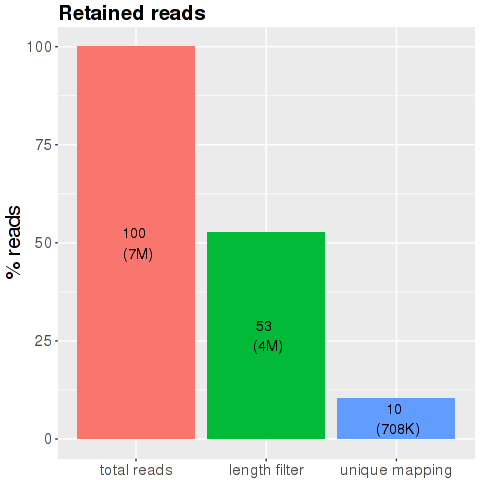 Retained reads
% reads
100
75
50
25
0
100
(7M)
53
(4M)
10
(708K)
total reads
length filter
unique mapping